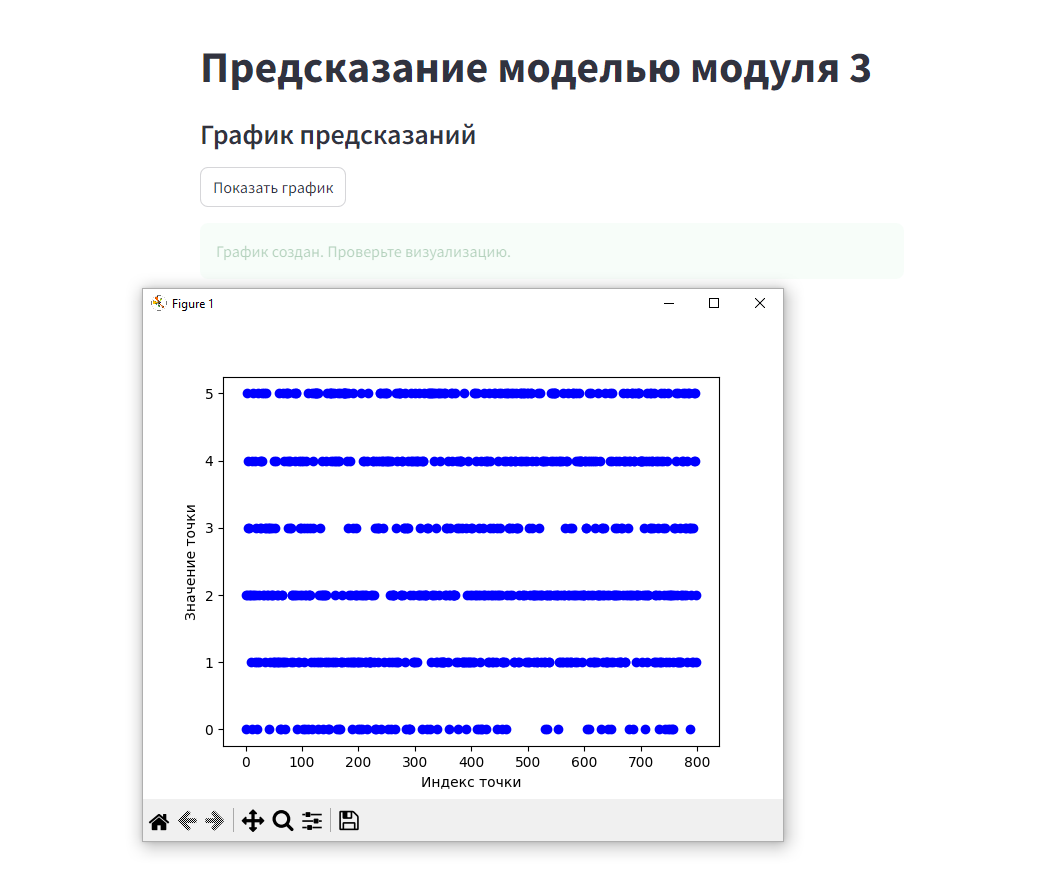 Предсказание моделью модуля 3
График предсказаний
Показать график
График создан. Проверьте визуализацию.
Figure 1
5
4
3
2
1
0
Значение точки
0 100 200 300 400 500 600 700 800
Индекс точки